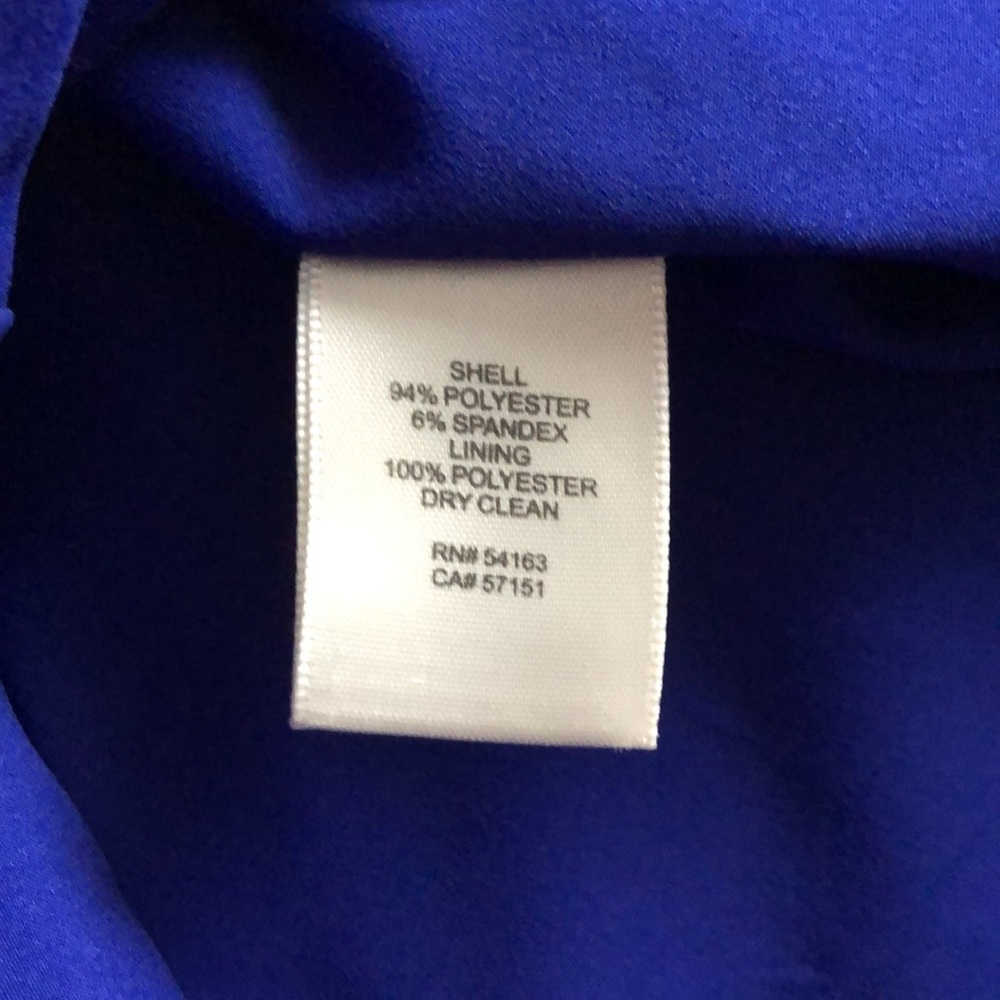 SHELL
94% POLYESTER
6% SPANDEX
LINING
100% POLYESTER
DRY CLEAN
RN# 54163
CA# 57151